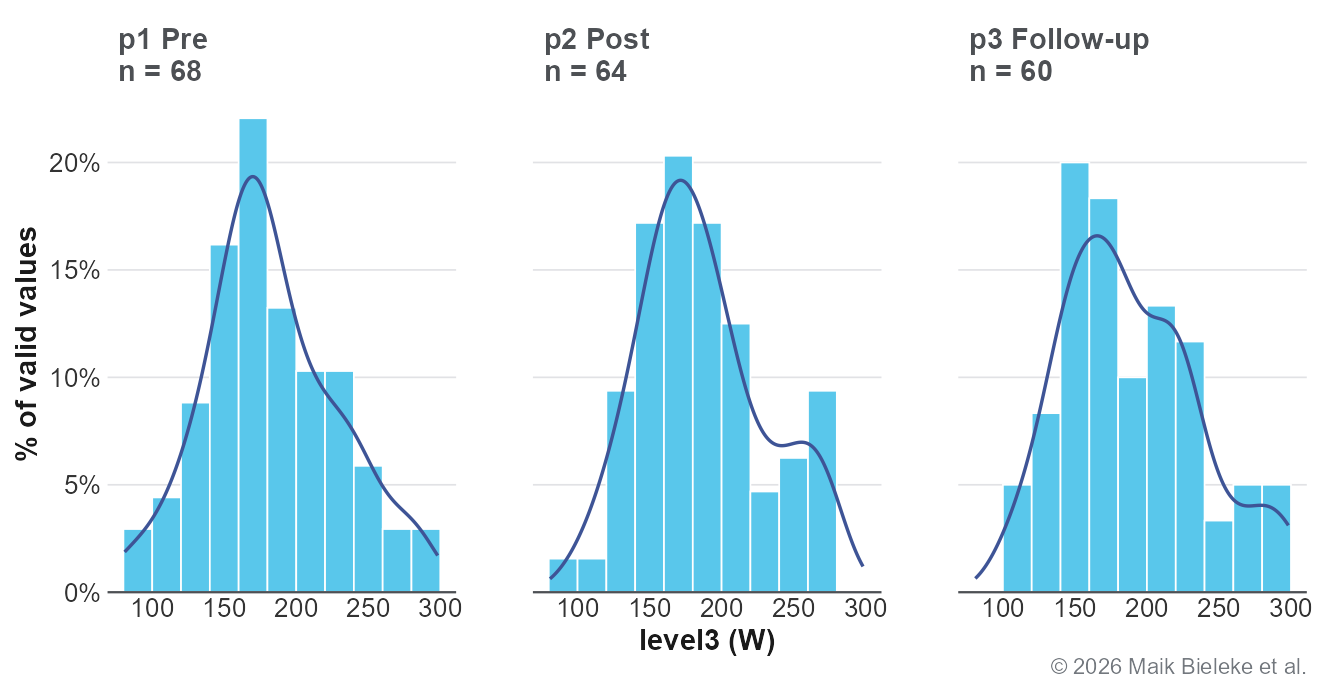 p1 Pre
n = 68
p2 Post
n = 64
p3 Follow-up
n = 60
% of valid values
20%
15%
10%
5%
0%
100 150 200 250 300
100 150 200 250 300
100 150 200 250 300
level3 (W)
© 2026 Maik Bieleke et al.